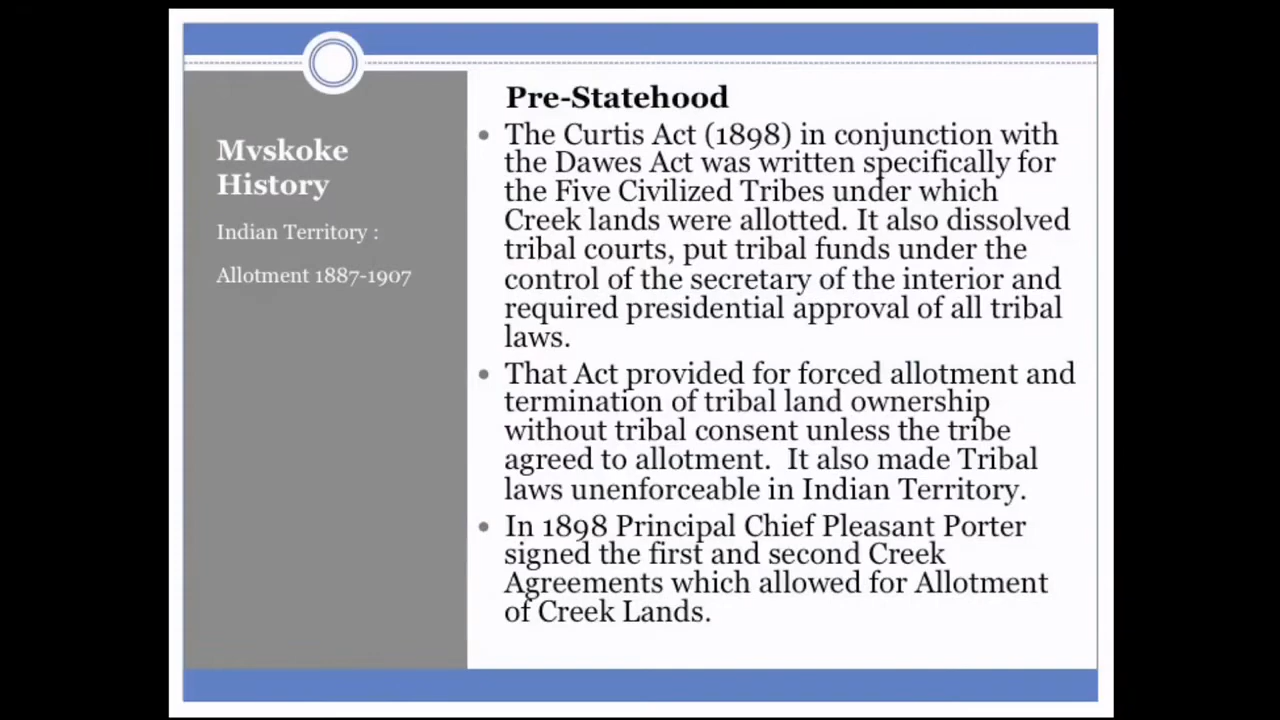 Mvskoke
History
Indian Territory :
Allotment 1887-1907
Pre-Statehood
• The Curtis Act (1898) in conjunction with
the Dawes Act was written specifically for
the Five Civilized Tribes under which
Creek lands were allotted. It also dissolved
tribal courts, put tribal funds under the
control of the secretary of the interior and
required presidential approval of all tribal
laws.
• That Act provided for forced allotment and
termination of tribal land ownership
without tribal consent unless the tribe
agreed to allotment.  It also made Tribal
laws unenforceable in Indian Territory.
• In 1898 Principal Chief Pleasant Porter
signed the first and second Creek
Agreements which allowed for Allotment
of Creek Lands.